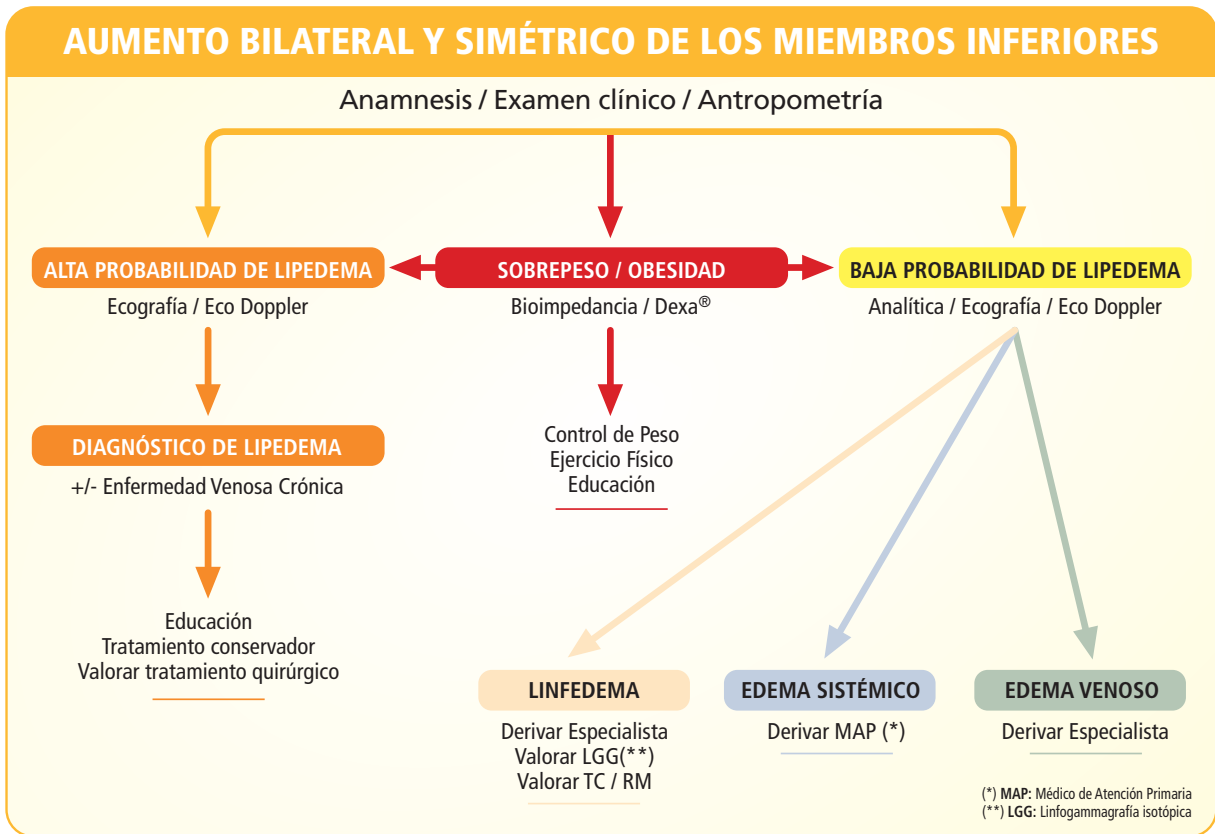 AUMENTO BILATERAL Y SIMÉTRICO DE LOS MIEMBROS INFERIORES
Anamnesis / Examen clínico / Antropometría
ALTA PROBABILIDAD DE LIPEDEMA
Ecografía / Eco Doppler
DIAGNÓSTICO DE LIPEDEMA
+/- Enfermedad Venosa Crónica
Educación
Tratamiento conservador
Valorar tratamiento quirúrgico
SOBREPESO / OBESIDAD
Bioimpedancia / Dexa®
Control de Peso
Ejercicio Físico
Educación
BAJA PROBABILIDAD DE LIPEDEMA
Analítica / Ecografía / Eco Doppler
LINFEDEMA
Derivar Especialista
Valorar LGG(**)
Valorar TC / RM
EDEMA SISTÉMICO
Derivar MAP (*)
EDEMA VENOSO
Derivar Especialista
(*) MAP: Médico de Atención Primaria
(**) LGG: Linfogammagrafía isotópica